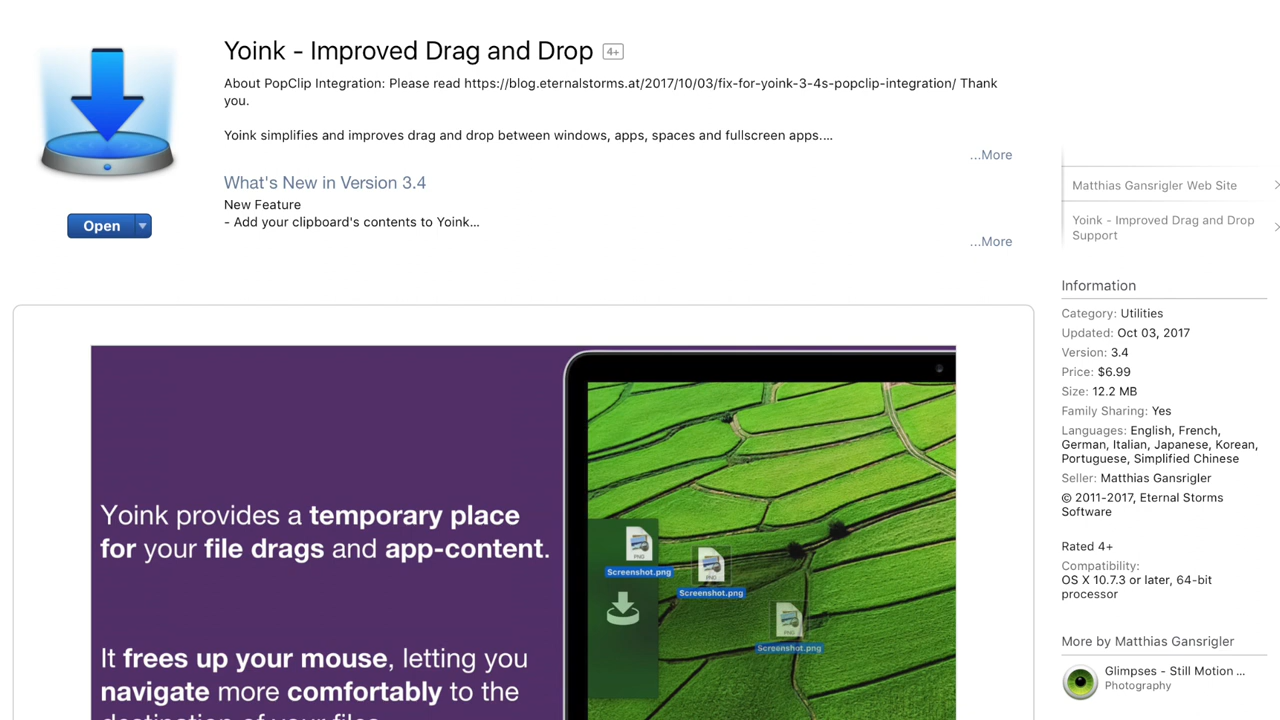 Yoink - Improved Drag and Drop 4+
About PopClip Integration: Please read https://blog.eternalstorms.at/2017/10/03/fix-for-yoink-3-4s-popclip-integration/ Thank
you.
Yoink simplifies and improves drag and drop between windows, apps, spaces and fullscreen apps....
...More
What's New in Version 3.4
New Feature
- Add your clipboard's contents to Yoink...
...More
Open
Matthias Gansrigler Web Site
Yoink - Improved Drag and Drop
Support
Information
Category: Utilities
Updated: Oct 03, 2017
Version: 3.4
Price: $6.99
Size: 12.2 MB
Family Sharing: Yes
Languages: English, French,
German, Italian, Japanese, Korean,
Portuguese, Simplified Chinese
Seller: Matthias Gansrigler
© 2011-2017, Eternal Storms
Software
Rated 4+
Compatibility:
OS X 10.7.3 or later, 64-bit
processor
More by Matthias Gansrigler
Glimpses - Still Motion ...
Photography
Yoink provides a temporary place
for your file drags and app-content.
It frees up your mouse, letting you
navigate more comfortably to the
destination of your files
PNG
Screenshot.png
PNG
Screenshot.png
PNG
Screenshot.png